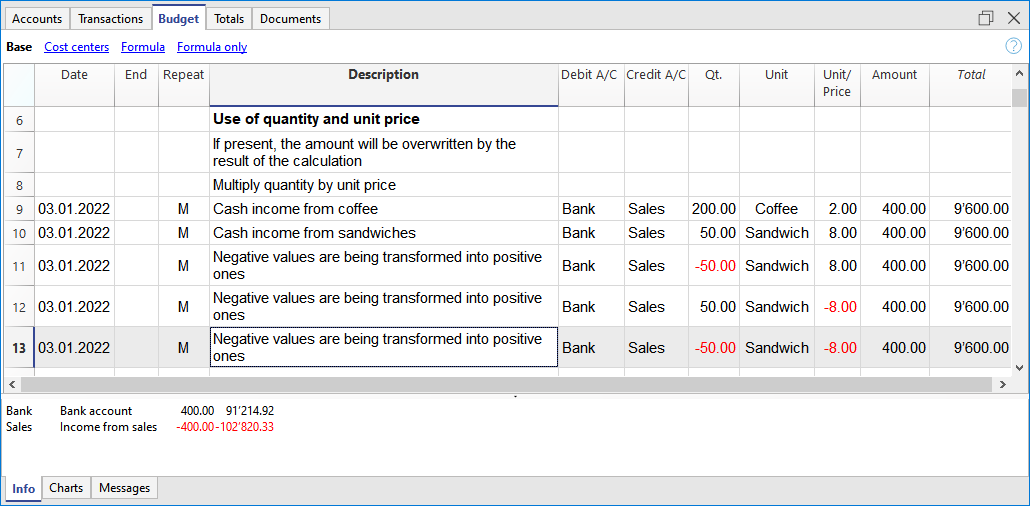 Accounts Transactions Budget Totals Documents
Base Cost centers Formula Formula only ?
Date End Repeat Description Debit A/C Credit A/C Qt. Unit Unit/ Amount Total
Price
6 Use of quantity and unit price
7 If present, the amount will be overwritten by the
result of the calculation
8 Multiply quantity by unit price
9 03.01.2022 M Cash income from coffee Bank Sales 200.00 Coffee 2.00 400.00 9'600.00
10 03.01.2022 M Cash income from sandwiches Bank Sales 50.00 Sandwich 8.00 400.00 9'600.00
11 03.01.2022 M Negative values are being transformed into positive Bank Sales -50.00 Sandwich 8.00 400.00 9'600.00
ones
12 03.01.2022 M Negative values are being transformed into positive Bank Sales 50.00 Sandwich -8.00 400.00 9'600.00
ones
13 03.01.2022 M Negative values are being transformed into positive Bank Sales -50.00 Sandwich -8.00 400.00 9'600.00
ones
Bank Bank account 400.00 91'214.92
Sales Income from sales -400.00 -102'820.33
Info Charts Messages